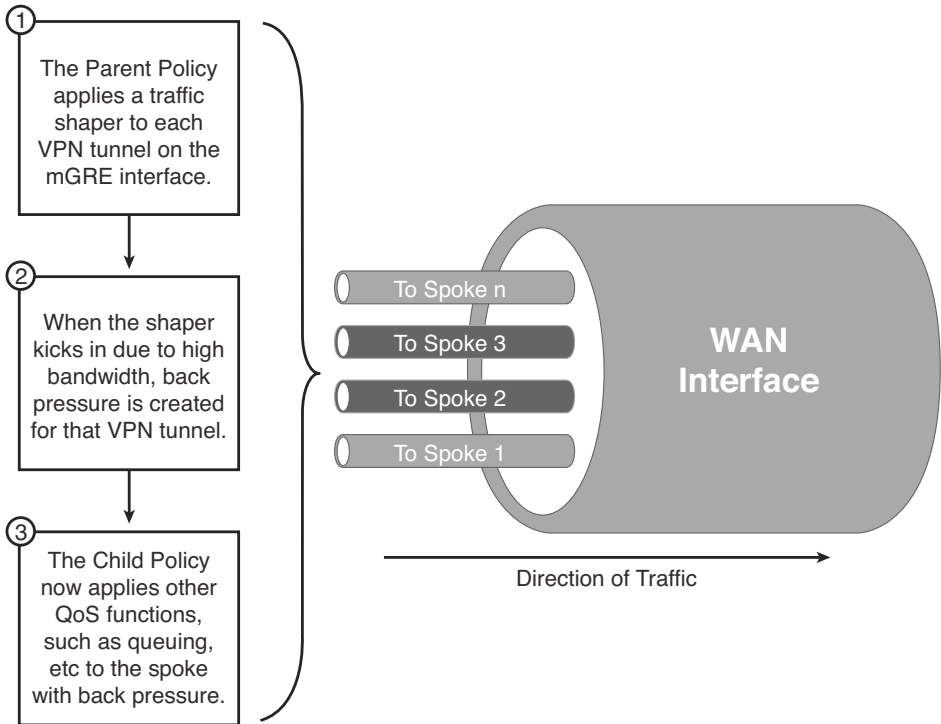 1
The Parent Policy
applies a traffic
shaper to each
VPN tunnel on the
mGRE interface.
2
When the shaper
kicks in due to high
bandwidth, back
pressure is created
for that VPN tunnel.
3
The Child Policy
now applies other
QoS functions,
such as queuing,
etc to the spoke
with back pressure.
To Spoke n
To Spoke 3
To Spoke 2
To Spoke 1
WAN
Interface
Direction of Traffic